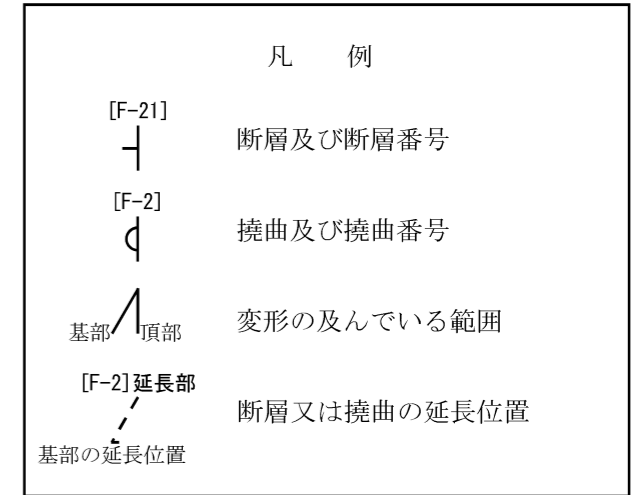 凡　例
[F-21]
断層及び断層番号
[F-2]
撓曲及び撓曲番号
基部 頂部
変形の及んでいる範囲
[F-2]延長部
断層又は撓曲の延長位置
基部の延長位置